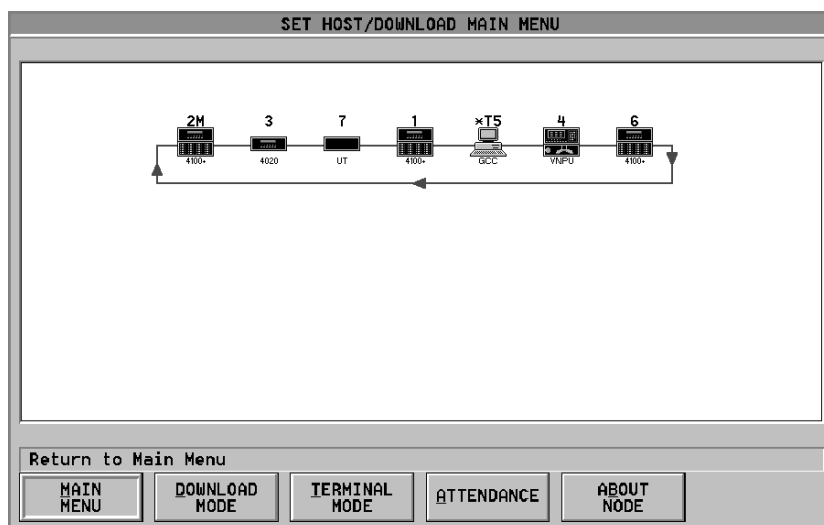 SET HOST/DOWNLOAD MAIN MENU
2M 3 7 1 *T5 4 6
4100+ 4020 UT 4100+ GCC VNPU 4100+
Return to Main Menu
MAIN MENU
DOWNLOAD MODE
TERMINAL MODE
ATTENDANCE
ABOUT NODE